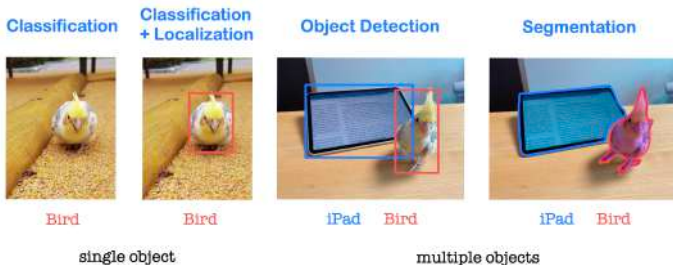 Classification
Classification
+ Localization
Object Detection
Segmentation
Bird
Bird
iPad Bird
iPad Bird
single object
multiple objects